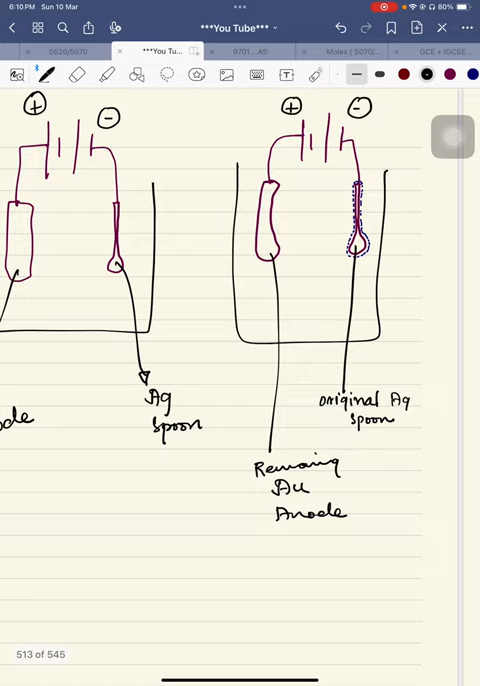 6:10 PM Sun 10 Mar
80%
***You Tube***
0620/5070
***You Tu...
9701...AS
Moles ( 5070/
GCE + IGCSE...
+
-
+
-
ode
Ag
Spoon
Original Ag
Spoon
Remaing
Au
Anode
513 of 545